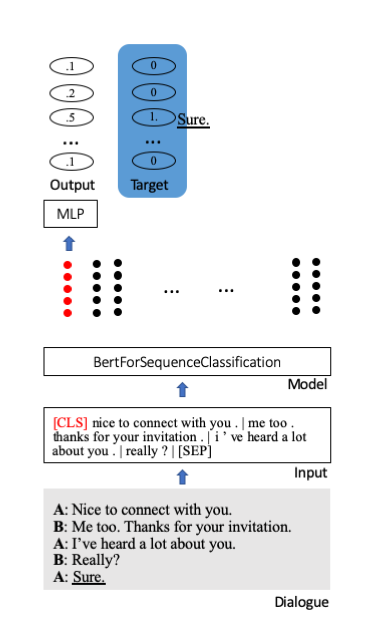 .1 0
.2 0
.5 1. Sure.
... ...
.1 0
Output Target
MLP
... ...
BertForSequenceClassification
Model
[CLS] nice to connect with you . | me too .
thanks for your invitation . | i ' ve heard a lot
about you . | really ? | [SEP]
Input
A: Nice to connect with you.
B: Me too. Thanks for your invitation.
A: I've heard a lot about you.
B: Really?
A: Sure.
Dialogue